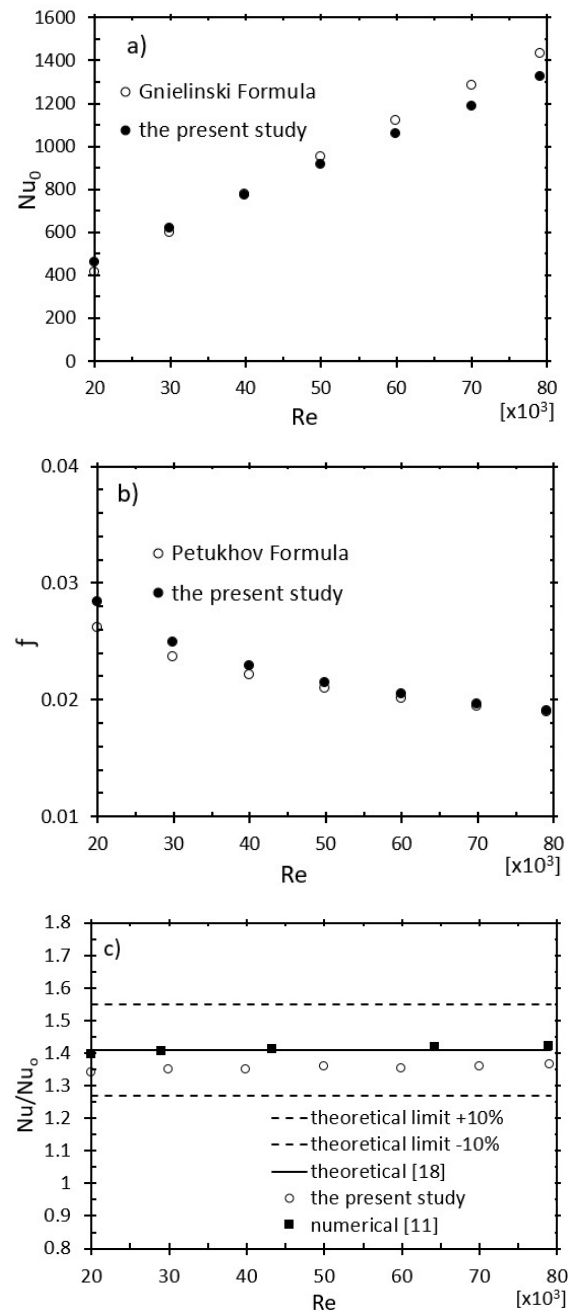 1600
a)
1400
Gnielinski Formula
1200
the present study
1000
Nu0
800
600
400
200
0
20 30 40 50 60 70 80
Re
[x10³]
0.04
b)
Petukhov Formula
0.03
the present study
f
0.02
0.01
20 30 40 50 60 70 80
Re
[x10³]
1.8
c)
1.7
1.6
1.5
1.4
Nu/Nuo
1.3
1.2
theoretical limit +10%
1.1
theoretical limit -10%
1
theoretical [18]
the present study
0.9
numerical [11]
0.8
20 30 40 50 60 70 80
Re
[x10³]